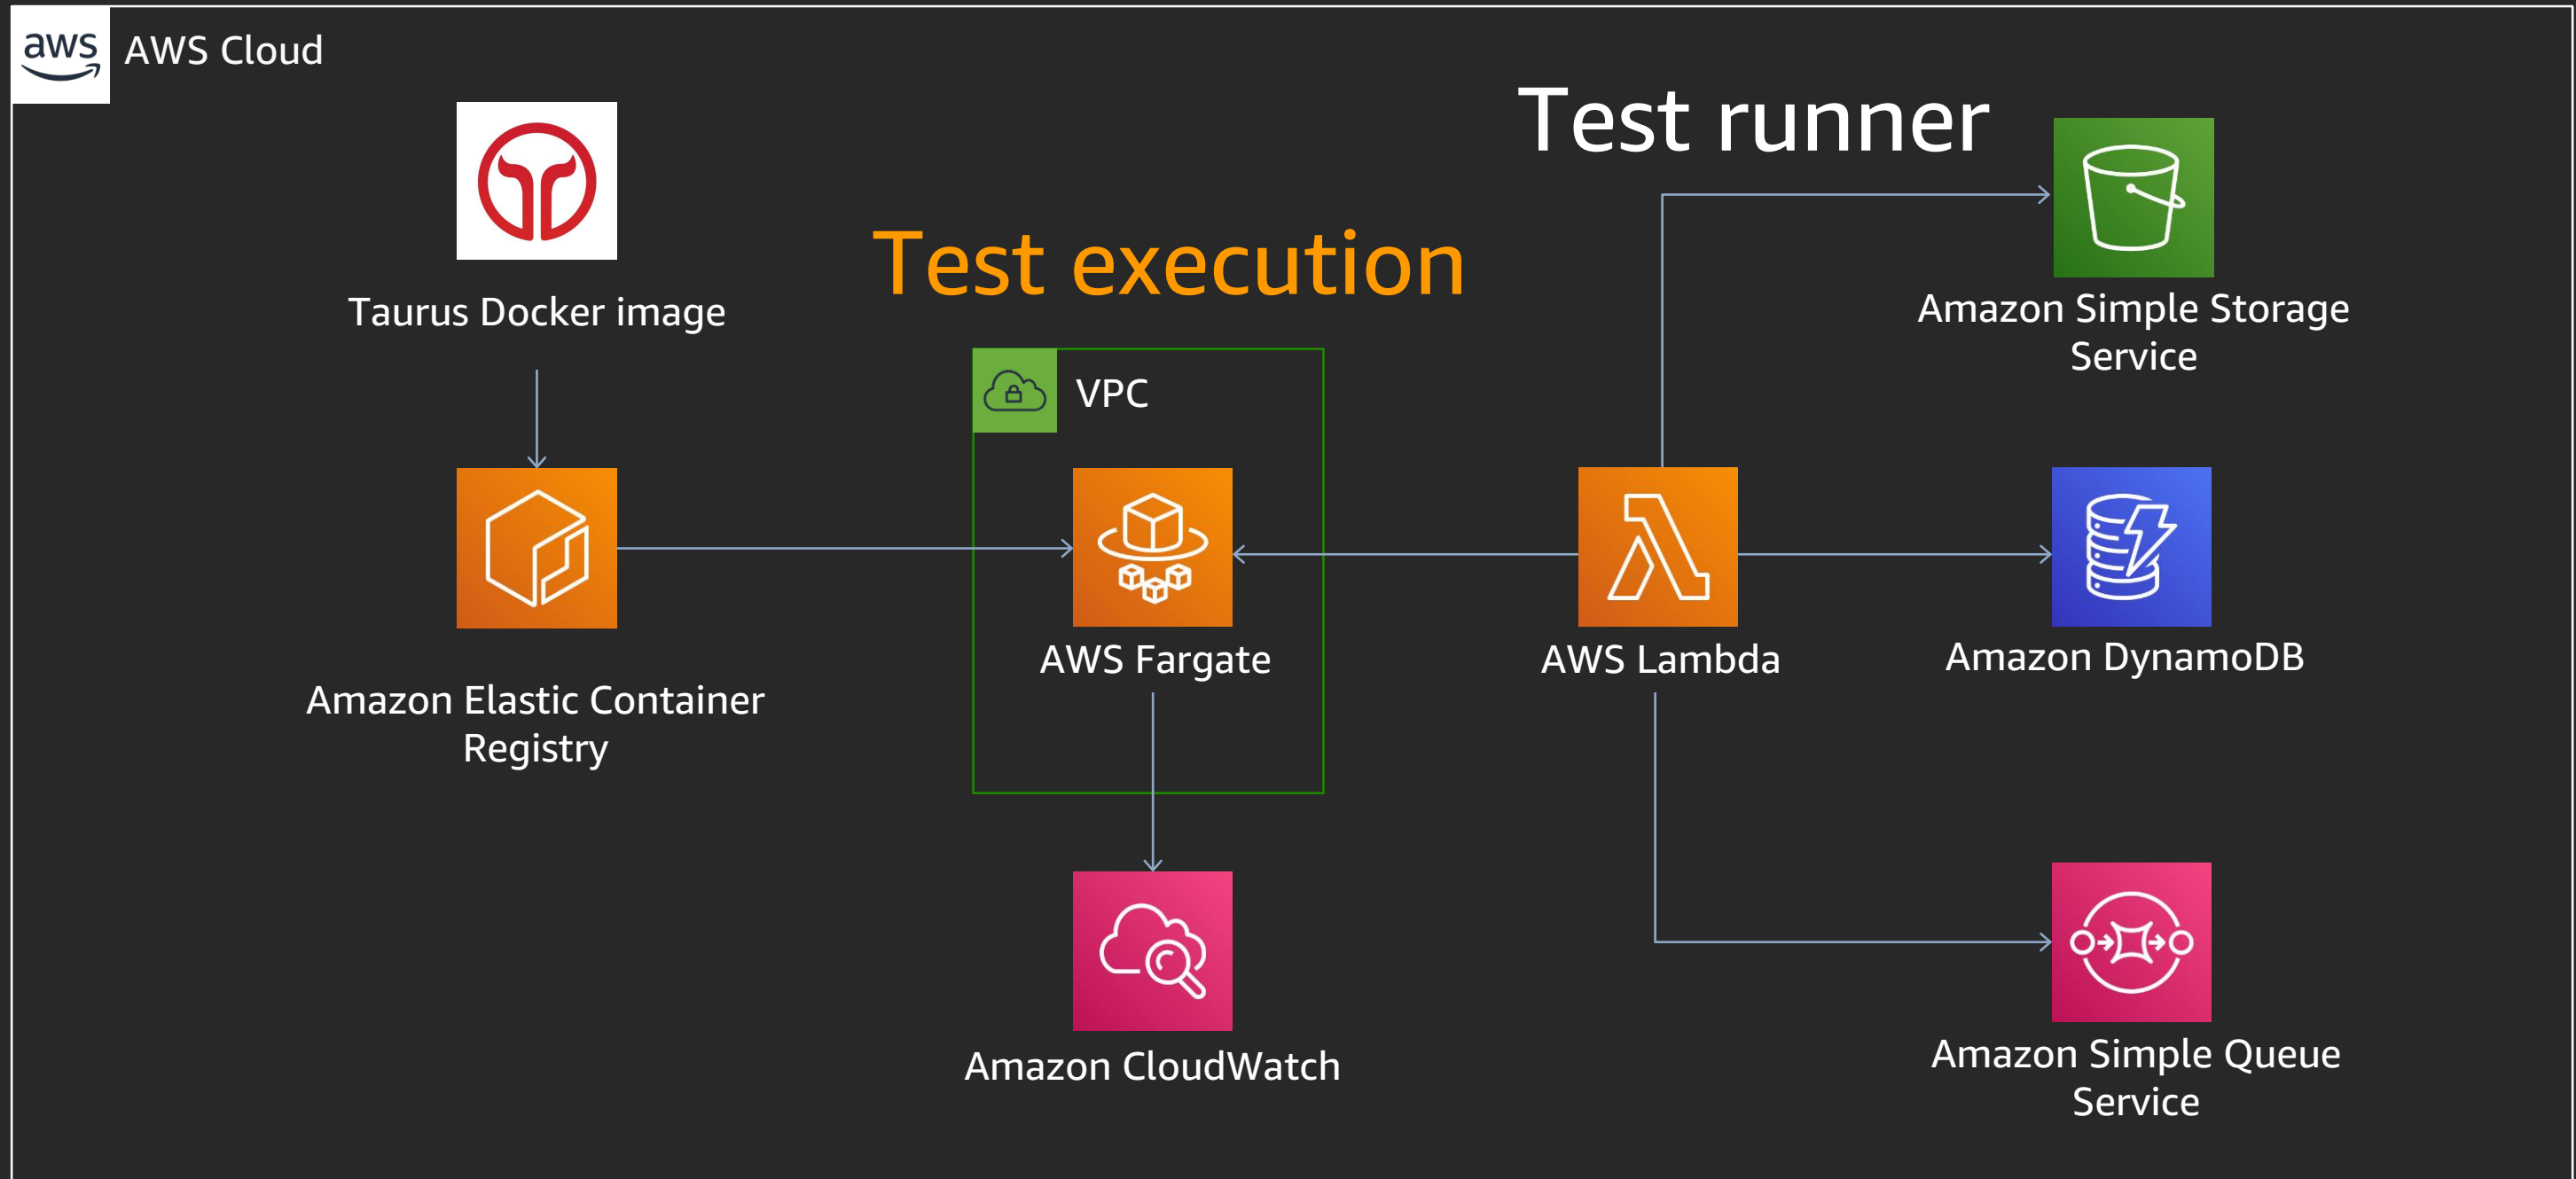 aws
AWS Cloud
Test runner
Test execution
Taurus Docker image
Amazon Simple Storage
Service
VPC
Amazon Elastic Container
Registry
AWS Fargate
AWS Lambda
Amazon DynamoDB
Amazon CloudWatch
Amazon Simple Queue
Service